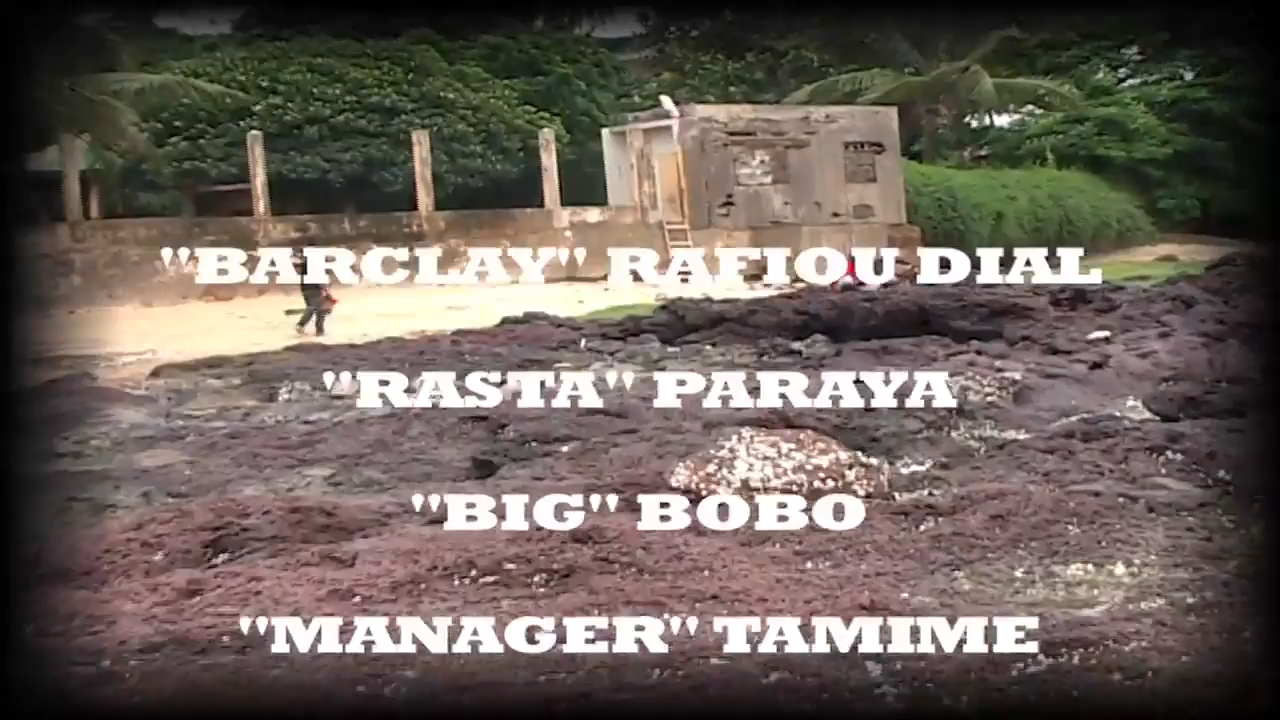 "BARCLAY" RAFIOU DIAL
"RASTA" PARAYA
"BIG" BOBO
"MANAGER" TAMIME